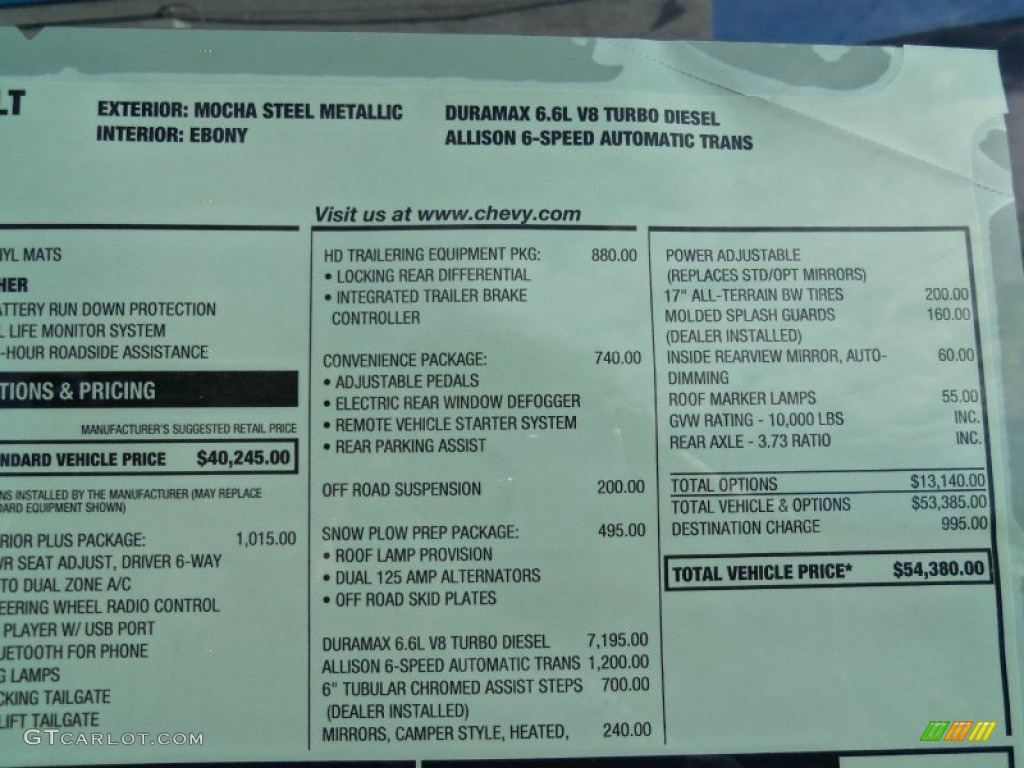 LT
EXTERIOR: MOCHA STEEL METALLIC
INTERIOR: EBONY
DURAMAX 6.6L V8 TURBO DIESEL
ALLISON 6-SPEED AUTOMATIC TRANS
Visit us at www.chevy.com
MATS
BATTERY RUN DOWN PROTECTION
LIFE MONITOR SYSTEM
-HOUR ROADSIDE ASSISTANCE
TIONS & PRICING
MANUFACTURER'S SUGGESTED RETAIL PRICE
NDARD VEHICLE PRICE $40,245.00
NS INSTALLED BY THE MANUFACTURER (MAY REPLACE
DARD EQUIPMENT SHOWN)
RIOR PLUS PACKAGE: 1,015.00
SEAT ADJUST, DRIVER 6-WAY
TO DUAL ZONE A/C
EERING WHEEL RADIO CONTROL
PLAYER W/ USB PORT
UETOOTH FOR PHONE
LAMPS
CKING TAILGATE
LIFT TAILGATE
HD TRAILERING EQUIPMENT PKG: 880.00
• LOCKING REAR DIFFERENTIAL
• INTEGRATED TRAILER BRAKE
CONTROLLER
CONVENIENCE PACKAGE: 740.00
• ADJUSTABLE PEDALS
• ELECTRIC REAR WINDOW DEFOGGER
• REMOTE VEHICLE STARTER SYSTEM
• REAR PARKING ASSIST
OFF ROAD SUSPENSION 200.00
SNOW PLOW PREP PACKAGE: 495.00
• ROOF LAMP PROVISION
• DUAL 125 AMP ALTERNATORS
• OFF ROAD SKID PLATES
DURAMAX 6.6L V8 TURBO DIESEL 7,195.00
ALLISON 6-SPEED AUTOMATIC TRANS 1,200.00
6" TUBULAR CHROMED ASSIST STEPS 700.00
(DEALER INSTALLED)
MIRRORS, CAMPER STYLE, HEATED, 240.00
POWER ADJUSTABLE
(REPLACES STD/OPT MIRRORS)
17" ALL-TERRAIN BW TIRES 200.00
MOLDED SPLASH GUARDS 160.00
(DEALER INSTALLED)
INSIDE REARVIEW MIRROR, AUTO- 60.00
DIMMING
ROOF MARKER LAMPS 55.00
GVW RATING - 10,000 LBS INC.
REAR AXLE - 3.73 RATIO INC.
TOTAL OPTIONS $13,140.00
TOTAL VEHICLE & OPTIONS $53,385.00
DESTINATION CHARGE 995.00
TOTAL VEHICLE PRICE* $54,380.00
GTCARLOT.COM